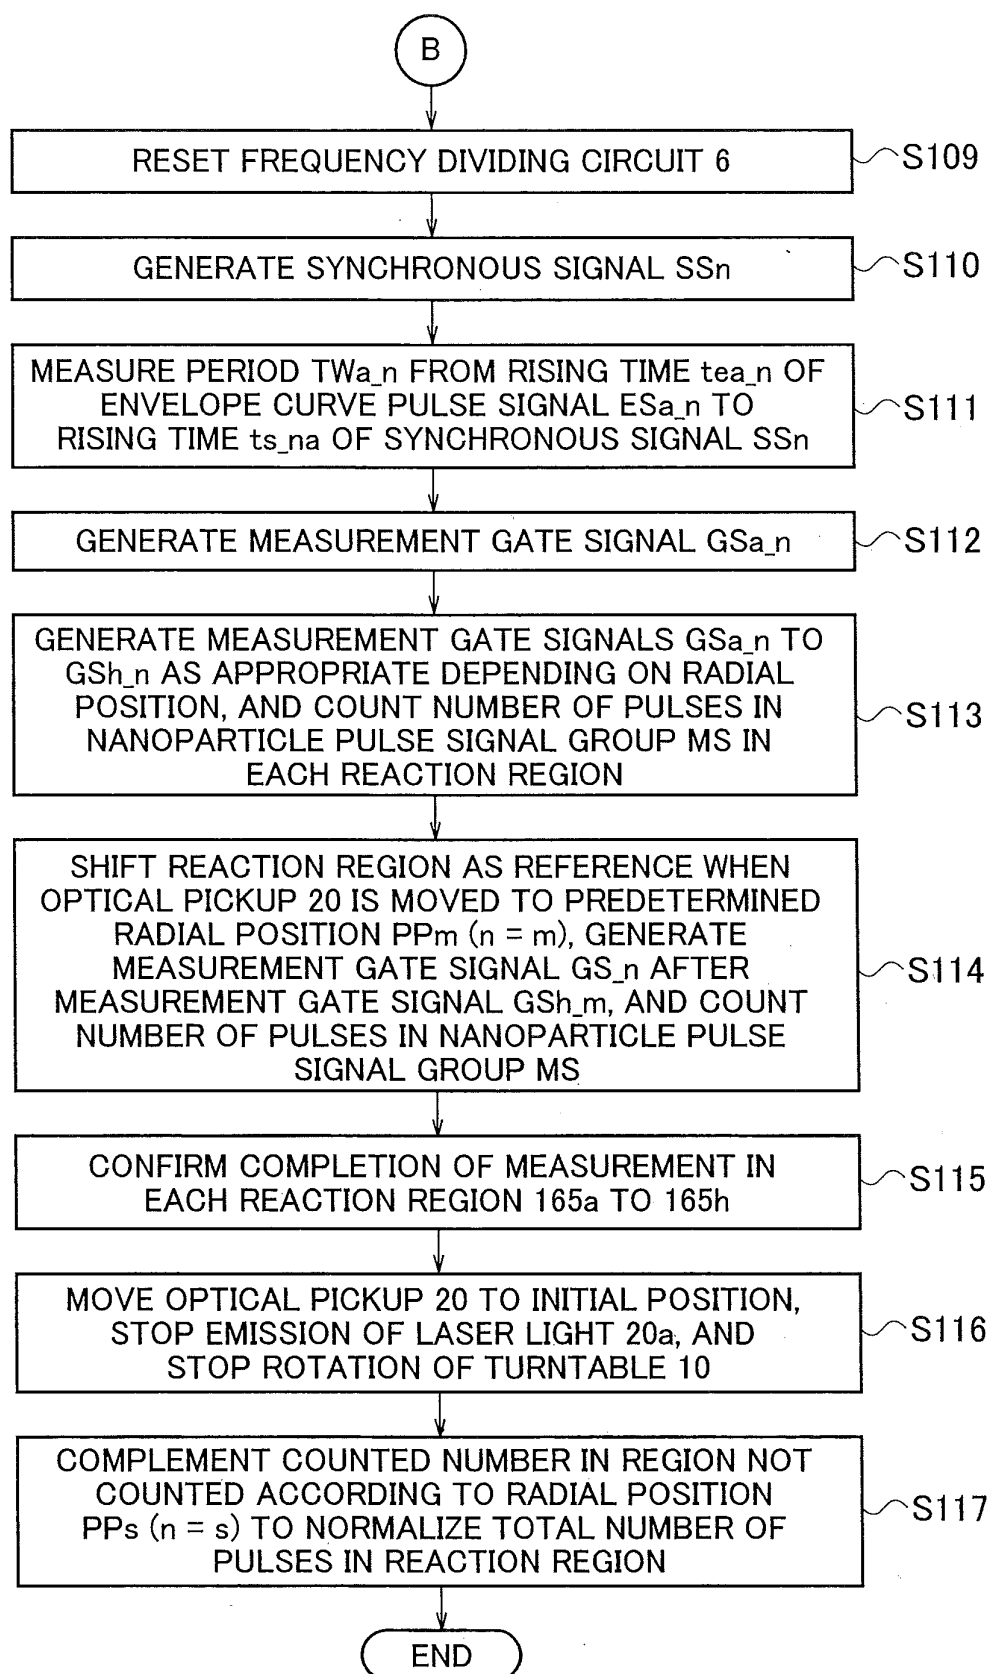 B
RESET FREQUENCY DIVIDING CIRCUIT 6
S109
GENERATE SYNCHRONOUS SIGNAL SSn
S110
MEASURE PERIOD TWa_n FROM RISING TIME tea_n OF
ENVELOPE CURVE PULSE SIGNAL ESa_n TO
RISING TIME ts_na OF SYNCHRONOUS SIGNAL SSn
S111
GENERATE MEASUREMENT GATE SIGNAL GSa_n
S112
GENERATE MEASUREMENT GATE SIGNALS GSa_n TO
GSh_n AS APPROPRIATE DEPENDING ON RADIAL
POSITION, AND COUNT NUMBER OF PULSES IN
NANOPARTICLE PULSE SIGNAL GROUP MS IN
EACH REACTION REGION
S113
SHIFT REACTION REGION AS REFERENCE WHEN
OPTICAL PICKUP 20 IS MOVED TO PREDETERMINED
RADIAL POSITION PPm (n = m), GENERATE
MEASUREMENT GATE SIGNAL GS_n AFTER
MEASUREMENT GATE SIGNAL GSh_m, AND COUNT
NUMBER OF PULSES IN NANOPARTICLE PULSE
SIGNAL GROUP MS
S114
CONFIRM COMPLETION OF MEASUREMENT IN
EACH REACTION REGION 165a TO 165h
S115
MOVE OPTICAL PICKUP 20 TO INITIAL POSITION,
STOP EMISSION OF LASER LIGHT 20a, AND
STOP ROTATION OF TURNTABLE 10
S116
COMPLEMENT COUNTED NUMBER IN REGION NOT
COUNTED ACCORDING TO RADIAL POSITION
PPs (n = s) TO NORMALIZE TOTAL NUMBER OF
PULSES IN REACTION REGION
S117
END